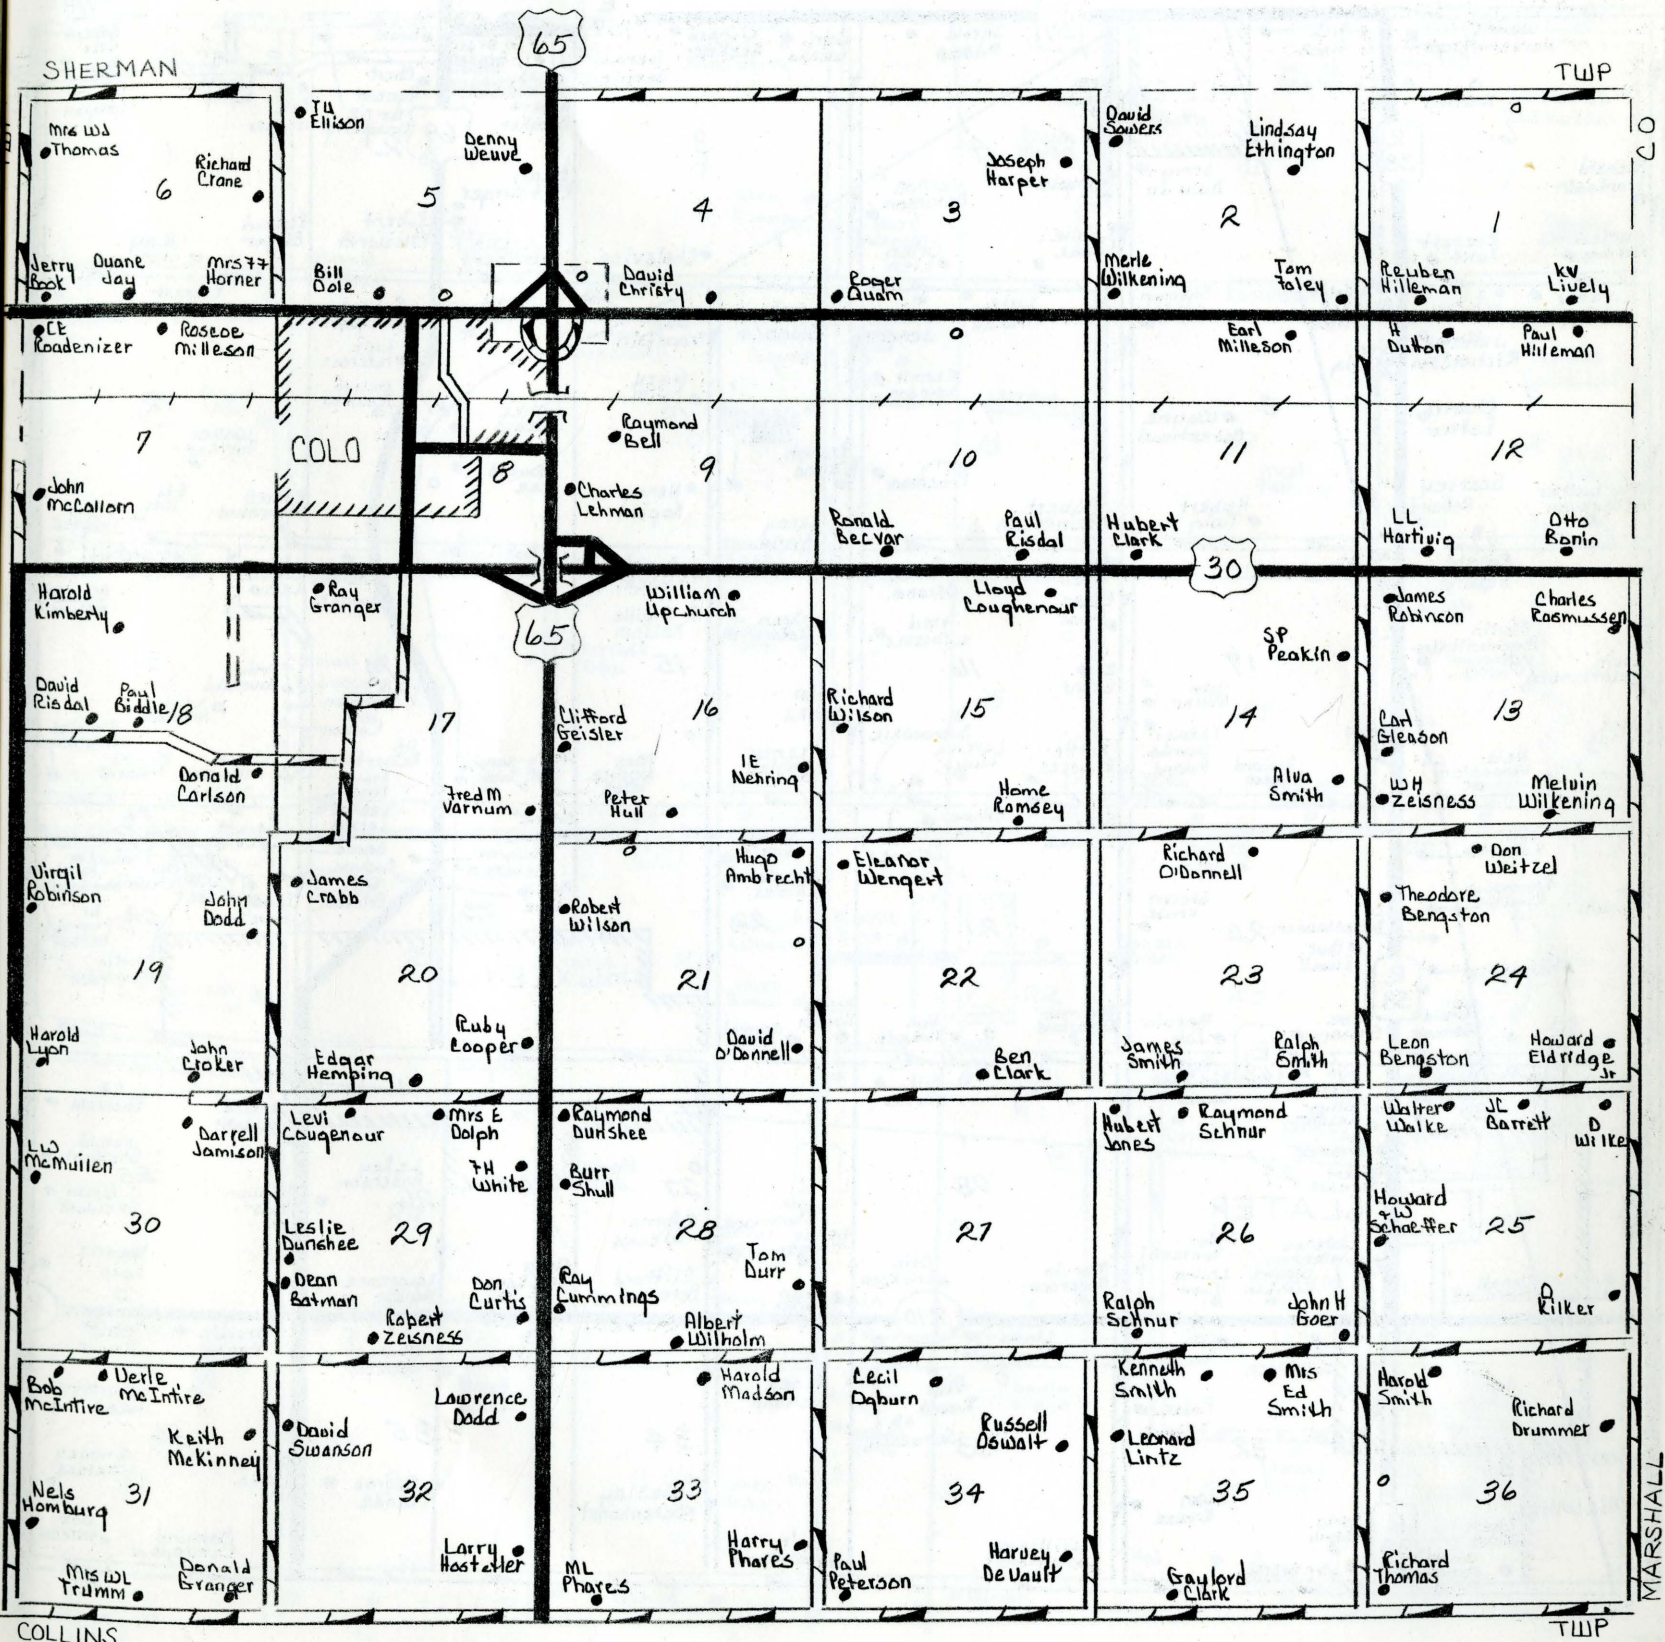 65
SHERMAN
TWP
CO
Mrs WJ
Thomas
Richard
Crane
6
Jerry
Book
Duane
Jay
Horner
Ellison
Denny
Weuve
5
Bill
Dole
4
David
Christy
Joseph
Harper
3
Roger
Quam
David
Sowers
Lindsay
Ethington
2
Merle
Wilkening
Tom
Foley
1
Reuben
Hilleman
KV
Lively
CE
Roadenizer
Roscoe
Milleson
7
John
McCallom
COLO
8
Raymond
Bell
9
Charles
Lehman
10
Ronald
Becvar
Paul
Risdal
Earl
Milleson
11
Hubert
Clark
30
H
Dutton
Paul
Hilleman
12
LL
Hartivig
Otto
Bonin
Harold
Kimberly
David
Risdal
Paul
Biddle
18
Donald
Carlson
Ray
Granger
65
17
Fred M
Varnum
William
Upchurch
Clifford
Geisler
16
IE
Nehring
Peter
Hull
Lloyd
Coughenour
Richard
Wilson
15
Home
Ramsey
SP
Peakin
14
Alva
Smith
James
Robinson
Charles
Rasmussen
Carl
Gleason
13
WH
Zeisness
Melvin
Wilkening
Virgil
Robinson
John
Dodd
19
Harold
Lyon
John
Croker
James
Crabb
20
Ruby
Cooper
Edgar
Hemping
Hugo
Ambrecht
Robert
Wilson
21
David
O'Donnell
Eleanor
Wengert
22
Ben
Clark
Richard
O'Donnell
23
James
Smith
Ralph
Smith
Don
Weitzel
Theodore
Bengston
24
Leon
Bengston
Howard
Eldridge
Jr
Darrell
Jamison
LW
McMullen
30
Levi
Cougenour
Mrs E
Dolph
FH
White
Leslie
Dunshee
29
Dean
Batman
Don
Curtis
Robert
Zeisness
Raymond
Dunshee
Burr
Shull
28
Tom
Durr
Ray
Cummings
Albert
Wilholm
27
Hubert
Jones
Raymond
Schnur
26
Ralph
Schnur
John H
Goer
Walter
Walke
JC
Barrett
D
Wilke
Howard
& W
Schaeffer
25
D
Kilker
Bob
McIntire
Verle
McIntire
Keith
McKinney
Nels
Homburg
31
Mrs WL
Trumm
Donald
Granger
Lawrence
Dodd
David
Swanson
32
Larry
Hostetler
Harold
Madson
33
Harry
Phares
ML
Phares
Cecil
Ogburn
Russell
Oswalt
34
Harvey
DeVault
Paul
Peterson
Kenneth
Smith
Mrs
Ed
Smith
Leonard
Lintz
35
Gaylord
Clark
Harold
Smith
Richard
Drummer
36
Richard
Thomas
MARSHALL
COLLINS
TWP